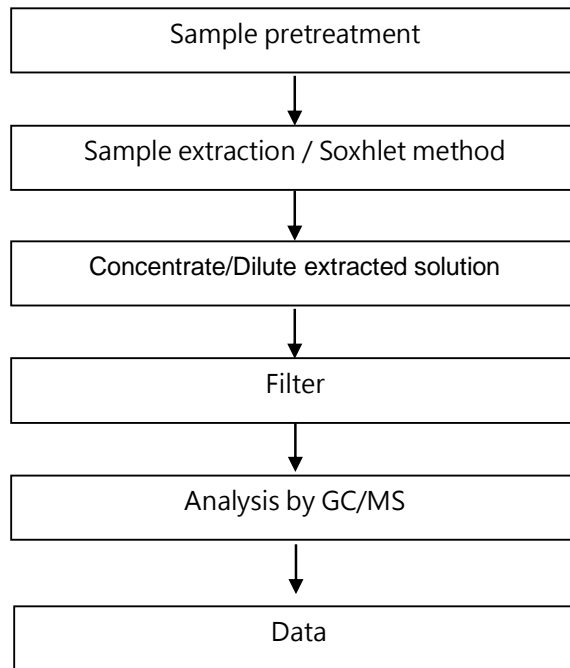 Sample pretreatment
Sample extraction / Soxhlet method
Concentrate/Dilute extracted solution
Filter
Analysis by GC/MS
Data